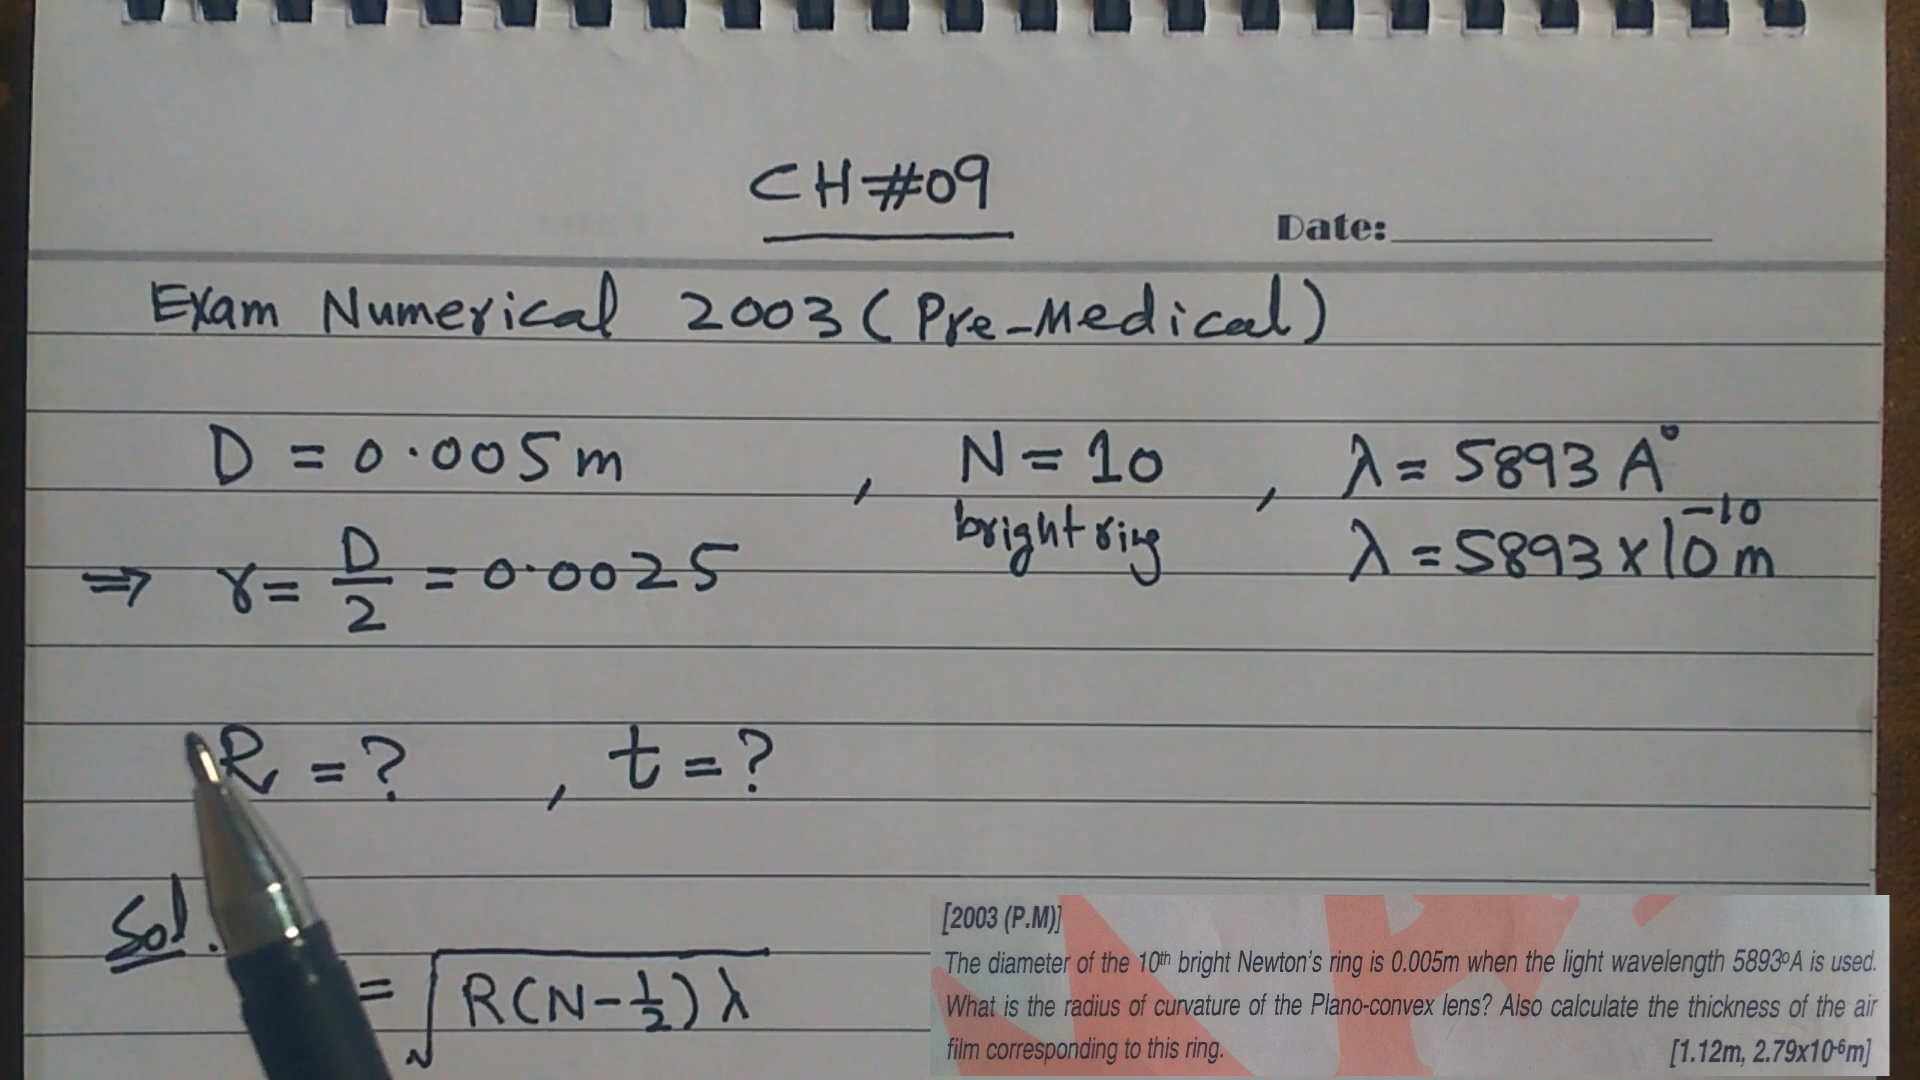 CH#09
Date:
Exam Numerical 2003 (Pre-Medical)
D = 0.005m , N = 10 , λ = 5893 A°
bright ring
⇒ r = D/2 = 0.0025
λ = 5893 x 10⁻¹⁰ m
R = ? , t = ?
Sol.
= √R(N-½)λ
[2003 (P.M)]
The diameter of the 10th bright Newton's ring is 0.005m when the light wavelength 5893ºA is used.
What is the radius of curvature of the Plano-convex lens? Also calculate the thickness of the air
film corresponding to this ring. [1.12m, 2.79x10-6m]